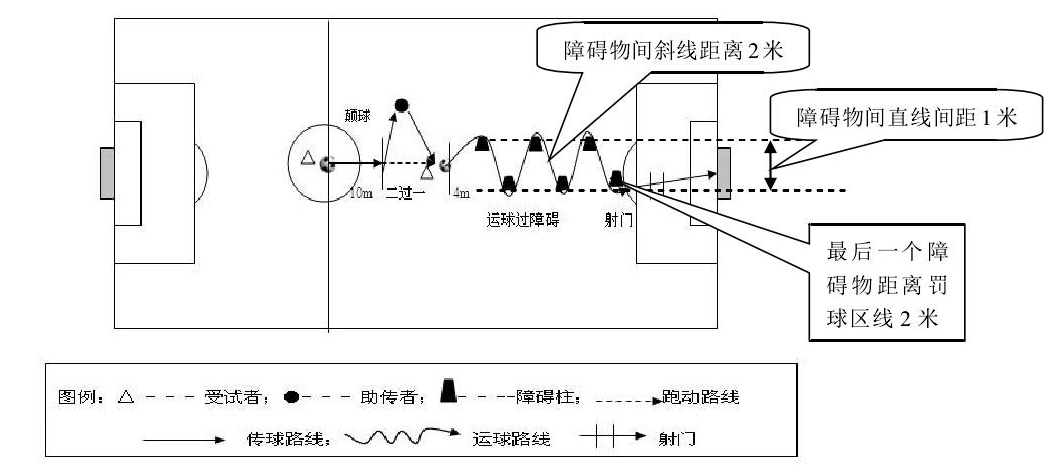 障碍物间斜线距离2米
障碍物间直线间距1米
颠球
10m
二过一
4m
运球过障碍
射门
最后一个障
碍物距离罚
球区线2米
图例：△ - - - 受试者；●- - - - 助传者； - - - -障碍柱； 跑动路线
传球路线； 运球路线 射门